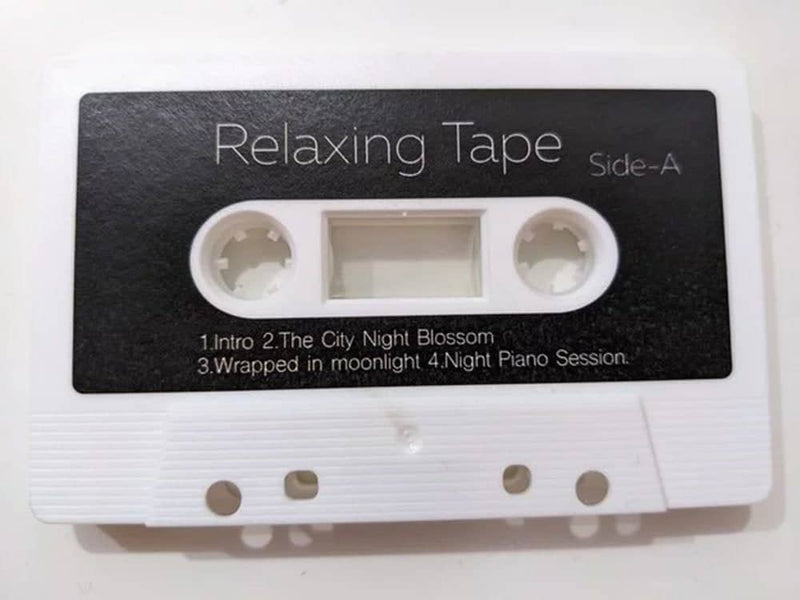 Relaxing Tape Side-A
1.Intro 2.The City Night Blossom
3.Wrapped in moonlight 4.Night Piano Session.